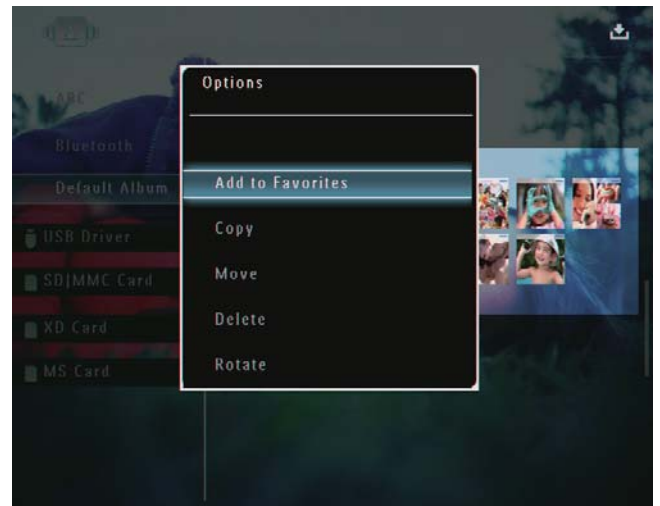 Options
ABC
Bluetooth
Default Album
USB Driver
SD|MMC Card
XD Card
MS Card
Add to Favorites
Copy
Move
Delete
Rotate